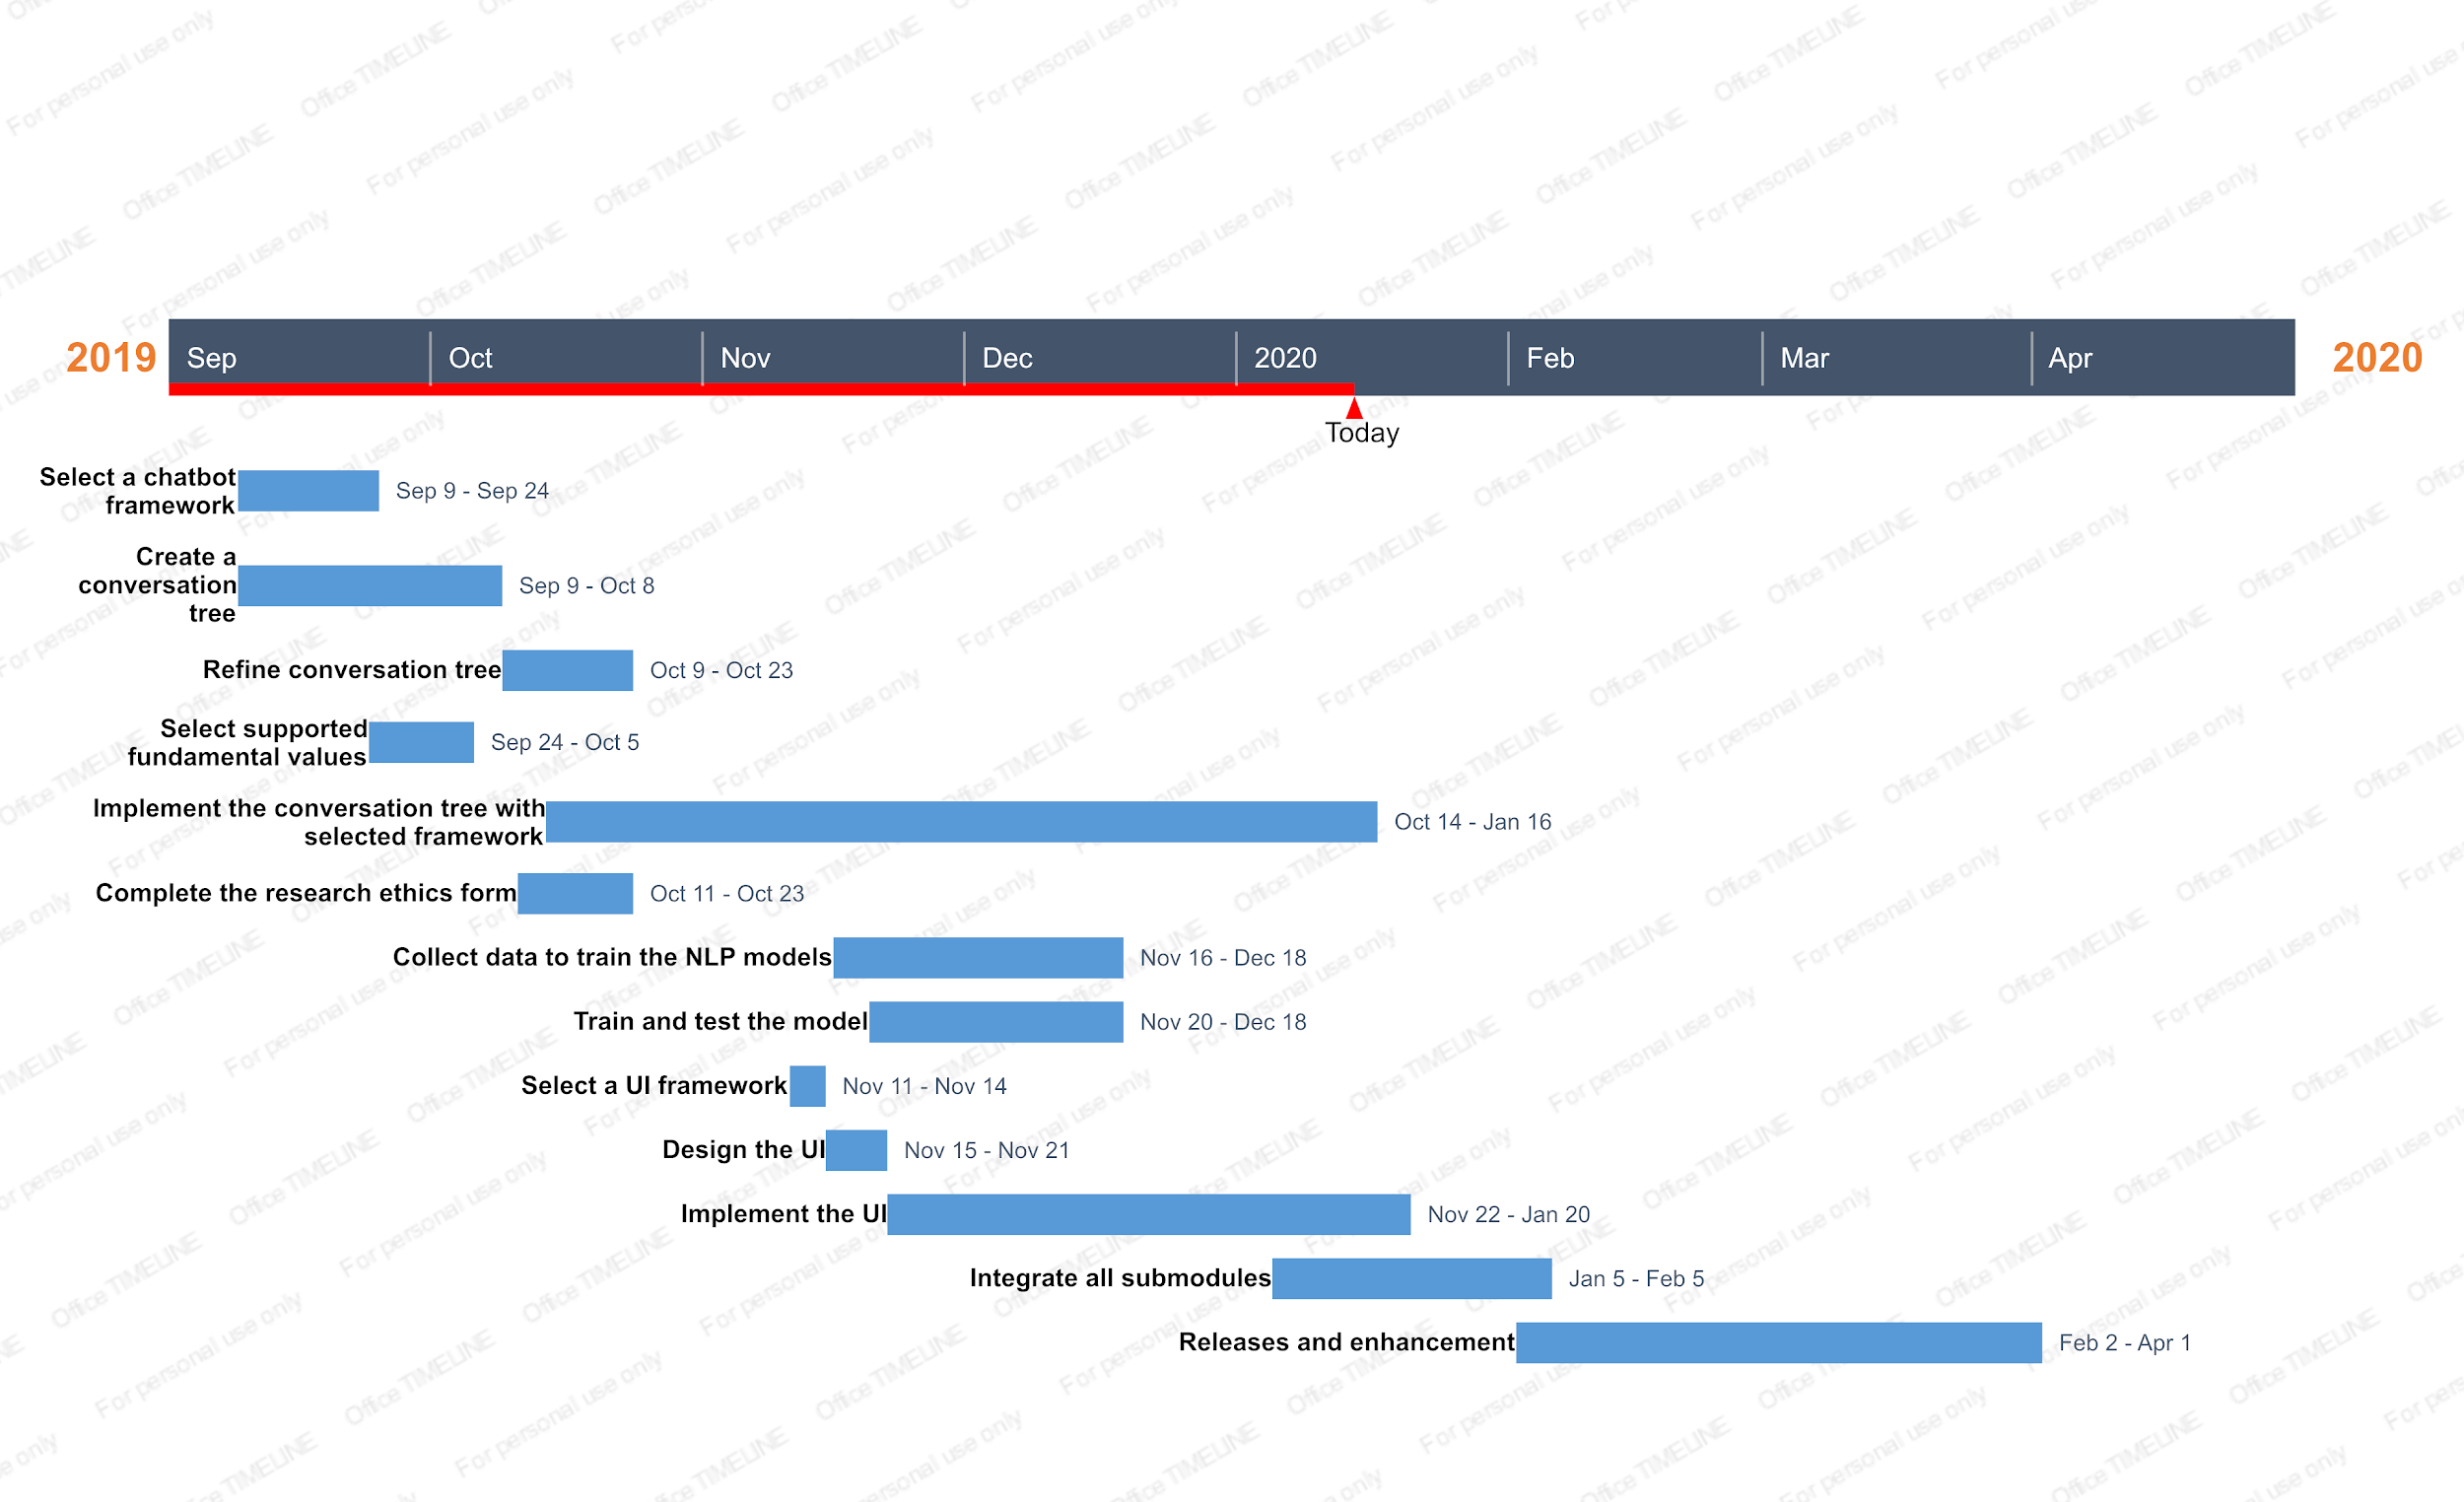 2019
Sep
Oct
Nov
Dec
2020
Feb
Mar
Apr
2020
Today
Select a chatbot
framework
Sep 9 - Sep 24
Create a
conversation
tree
Sep 9 - Oct 8
Refine conversation tree
Oct 9 - Oct 23
Select supported
fundamental values
Sep 24 - Oct 5
Implement the conversation tree with
selected framework
Oct 14 - Jan 16
Complete the research ethics form
Oct 11 - Oct 23
Collect data to train the NLP models
Nov 16 - Dec 18
Train and test the model
Nov 20 - Dec 18
Select a UI framework
Nov 11 - Nov 14
Design the UI
Nov 15 - Nov 21
Implement the UI
Nov 22 - Jan 20
Integrate all submodules
Jan 5 - Feb 5
Releases and enhancement
Feb 2 - Apr 1
Office TIMELINE
For personal use only